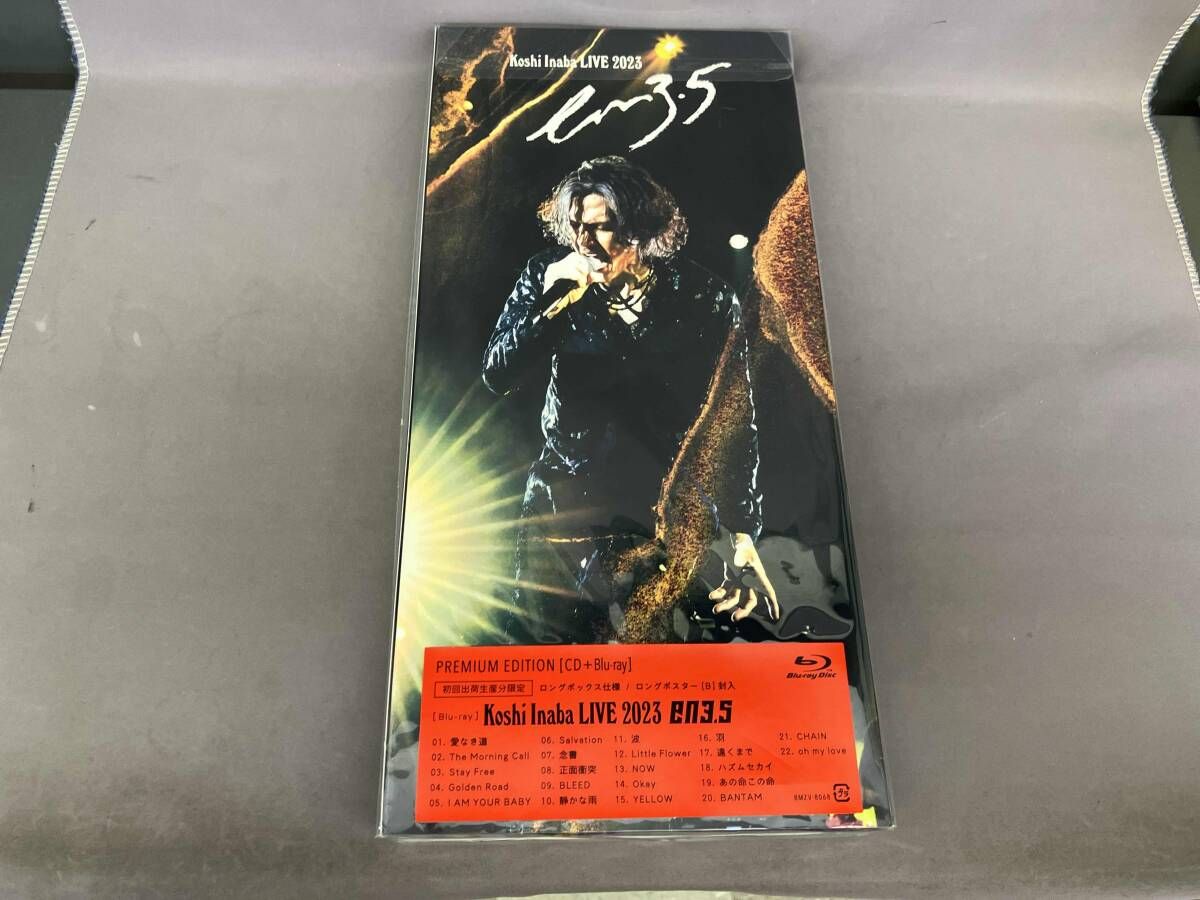 Koshi Inaba LIVE 2023
en3.5
PREMIUM EDITION [CD+Blu-ray]
Blu-ray Disc
初回出荷生産分限定 ロングボックス仕様 / ロングポスター [B] 封入
[Blu-ray] Koshi Inaba LIVE 2023 en3.5
01. 愛なき道
02. The Morning Call
03. Stay Free
04. Golden Road
05. I AM YOUR BABY
06. Salvation
07. 念書
08. 正面衝突
09. BLEED
10. 静かな雨
11. 波
12. Little Flower
13. NOW
14. Okay
15. YELLOW
16. 羽
17. 遠くまで
18. ハズムセカイ
19. あの命この命
20. BANTAM
21. CHAIN
22. oh my love
BMZV-8068